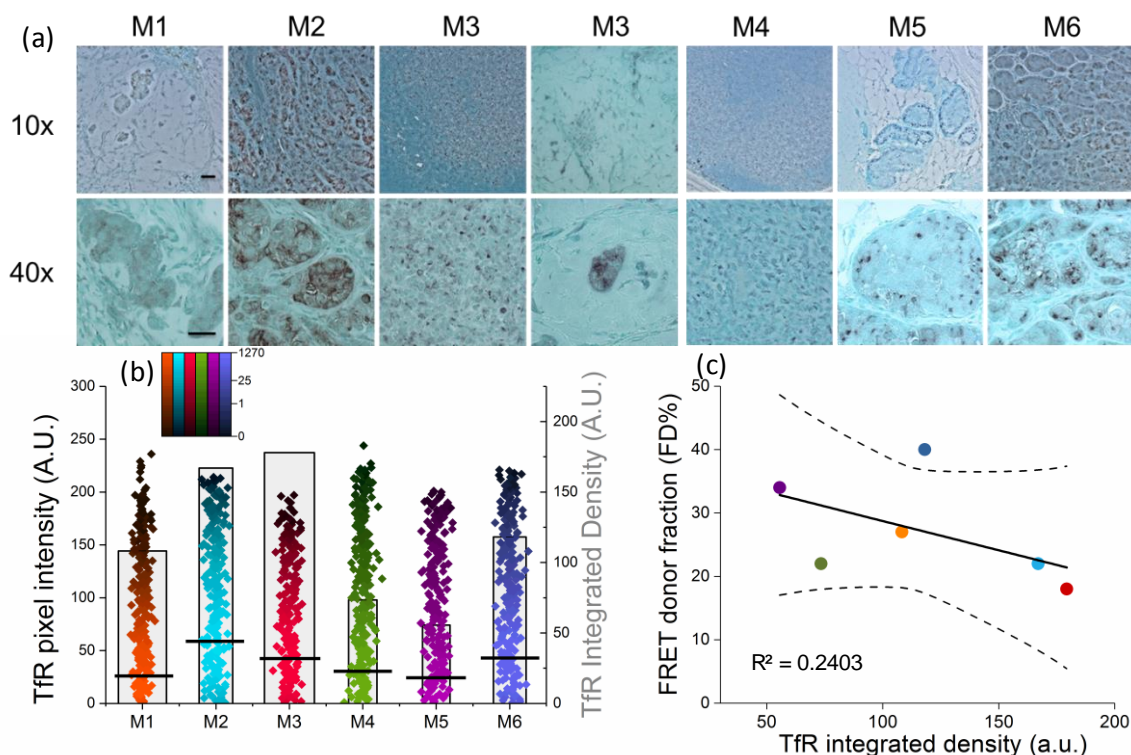 (a)
M1 M2 M3 M3 M4 M5 M6
10x
40x
(b)
1270
25
1
0
TfR pixel intensity (A.U.)
300
250
200
150
100
50
0
M1 M2 M3 M4 M5 M6
200
150
100
50
0
TfR Integrated Density (A.U.)
(c)
FRET donor fraction (FD%)
50
40
30
20
10
0
R² = 0.2403
50 100 150 200
TfR integrated density (a.u.)